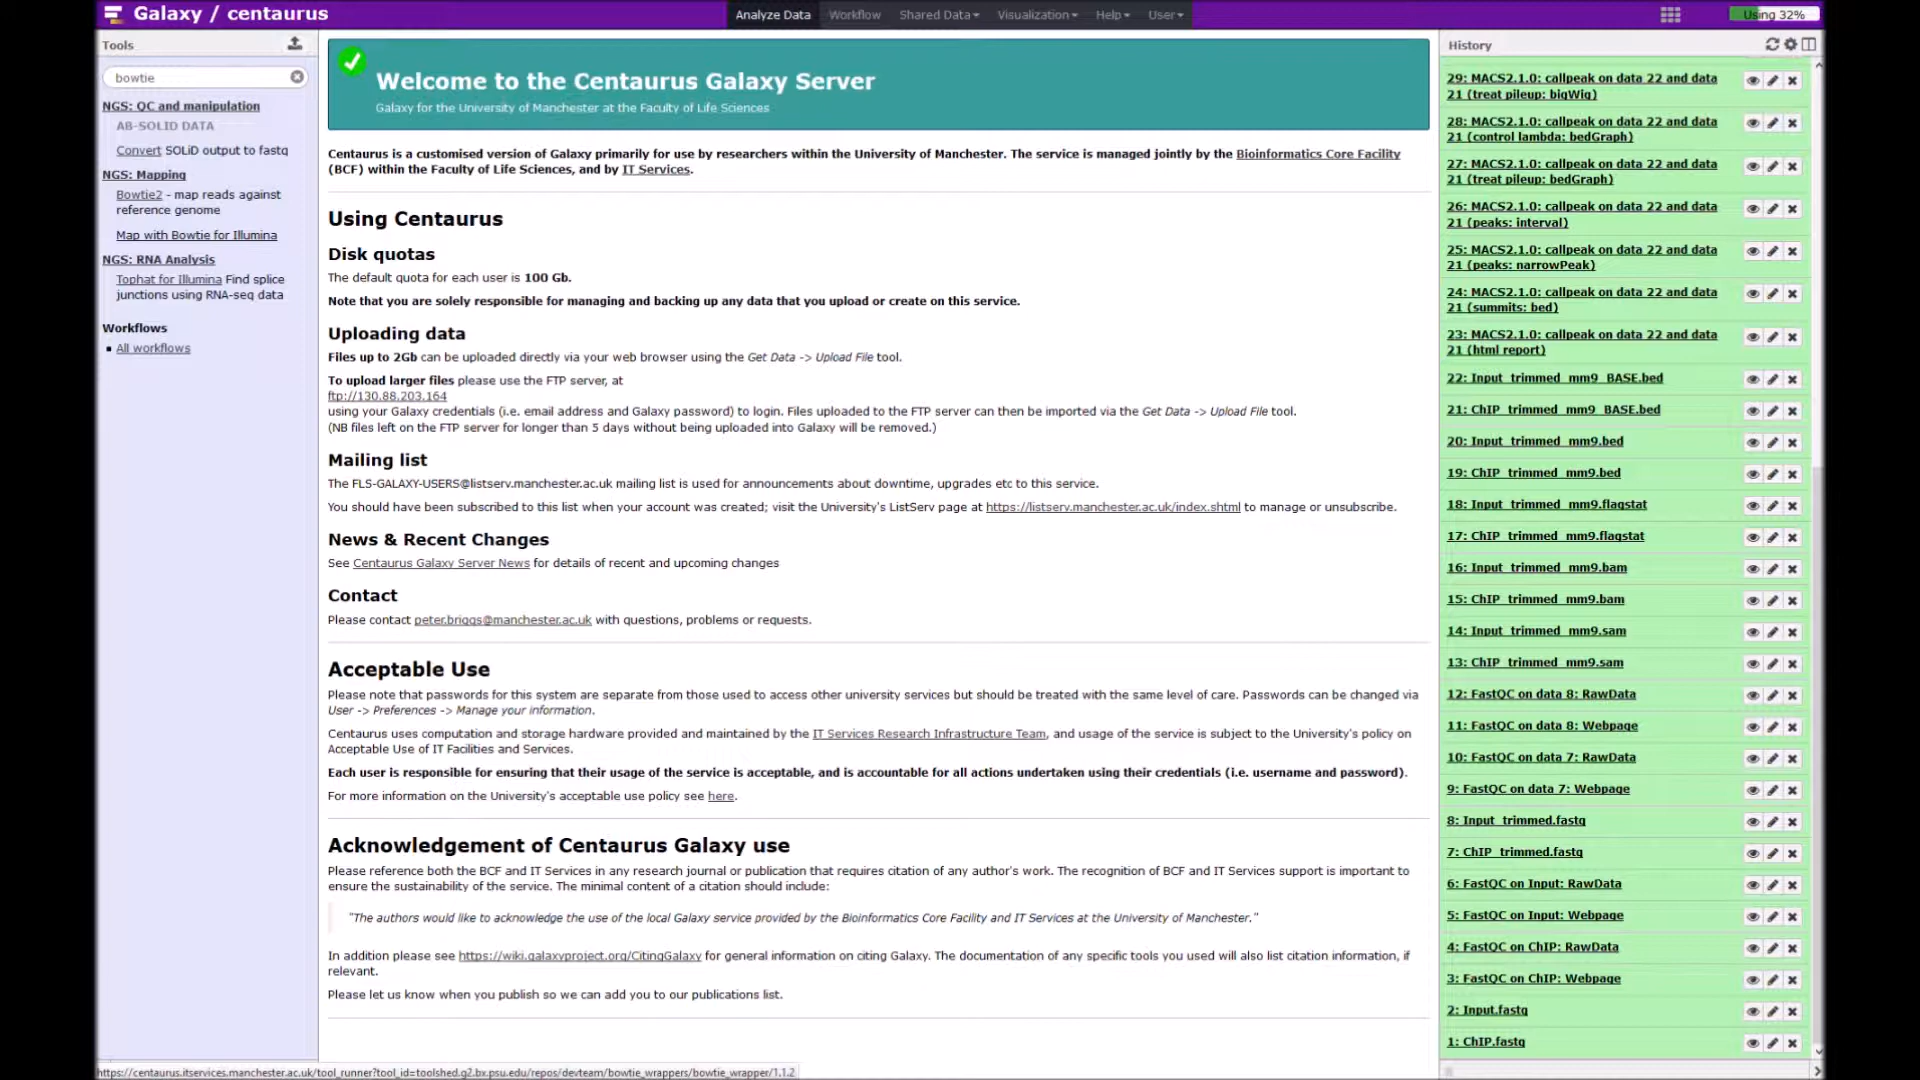 Galaxy / centaurus
Analyze Data Workflow Shared Data Visualization Help User
Using 32%
Tools
bowtie
NGS: QC and manipulation
AB-SOLID DATA
Convert SOLiD output to fastq
NGS: Mapping
Bowtie2 - map reads against
reference genome
Map with Bowtie for Illumina
NGS: RNA Analysis
Tophat for Illumina Find splice
junctions using RNA-seq data
Workflows
All workflows
Welcome to the Centaurus Galaxy Server
Galaxy for the University of Manchester at the Faculty of Life Sciences
Centaurus is a customised version of Galaxy primarily for use by researchers within the University of Manchester. The service is managed jointly by the Bioinformatics Core Facility
(BCF) within the Faculty of Life Sciences, and by IT Services.
Using Centaurus
Disk quotas
The default quota for each user is 100 Gb.
Note that you are solely responsible for managing and backing up any data that you upload or create on this service.
Uploading data
Files up to 2Gb can be uploaded directly via your web browser using the Get Data -> Upload File tool.
To upload larger files please use the FTP server, at
ftp://130.88.203.164
using your Galaxy credentials (i.e. email address and Galaxy password) to login. Files uploaded to the FTP server can then be imported via the Get Data -> Upload File tool.
(NB files left on the FTP server for longer than 5 days without being uploaded into Galaxy will be removed.)
Mailing list
The FLS-GALAXY-USERS@listserv.manchester.ac.uk mailing list is used for announcements about downtime, upgrades etc to this service.
You should have been subscribed to this list when your account was created; visit the University's ListServ page at https://listserv.manchester.ac.uk/index.shtml to manage or unsubscribe.
News & Recent Changes
See Centaurus Galaxy Server News for details of recent and upcoming changes
Contact
Please contact peter.briggs@manchester.ac.uk with questions, problems or requests.
Acceptable Use
Please note that passwords for this system are separate from those used to access other university services but should be treated with the same level of care. Passwords can be changed via
User -> Preferences -> Manage your information.
Centaurus uses computation and storage hardware provided and maintained by the IT Services Research Infrastructure Team, and usage of the service is subject to the University's policy on
Acceptable Use of IT Facilities and Services.
Each user is responsible for ensuring that their usage of the service is acceptable, and is accountable for all actions undertaken using their credentials (i.e. username and password).
For more information on the University's acceptable use policy see here.
Acknowledgement of Centaurus Galaxy use
Please reference both the BCF and IT Services in any research journal or publication that requires citation of any author's work. The recognition of BCF and IT Services support is important to
ensure the sustainability of the service. The minimal content of a citation should include:
"The authors would like to acknowledge the use of the local Galaxy service provided by the Bioinformatics Core Facility and IT Services at the University of Manchester."
In addition please see https://wiki.galaxyproject.org/CitingGalaxy for general information on citing Galaxy. The documentation of any specific tools you used will also list citation information, if
relevant.
Please let us know when you publish so we can add you to our publications list.
https://centaurus.itservices.manchester.ac.uk/tool_runner?tool_id=toolshed.g2.bx.psu.edu/repos/devteam/bowtie_wrappers/bowtie_wrapper/1.1.2
History
29: MACS2.1.0: callpeak on data 22 and data
21 (treat pileup: bigWig)
28: MACS2.1.0: callpeak on data 22 and data
21 (control lambda: bedGraph)
27: MACS2.1.0: callpeak on data 22 and data
21 (treat pileup: bedGraph)
26: MACS2.1.0: callpeak on data 22 and data
21 (peaks: interval)
25: MACS2.1.0: callpeak on data 22 and data
21 (peaks: narrowPeak)
24: MACS2.1.0: callpeak on data 22 and data
21 (summits: bed)
23: MACS2.1.0: callpeak on data 22 and data
21 (html report)
22: Input_trimmed_mm9_BASE.bed
21: ChIP_trimmed_mm9_BASE.bed
20: Input_trimmed_mm9.bed
19: ChIP_trimmed_mm9.bed
18: Input_trimmed_mm9.flagstat
17: ChIP_trimmed_mm9.flagstat
16: Input_trimmed_mm9.bam
15: ChIP_trimmed_mm9.bam
14: Input_trimmed_mm9.sam
13: ChIP_trimmed_mm9.sam
12: FastQC on data 8: RawData
11: FastQC on data 8: Webpage
10: FastQC on data 7: RawData
9: FastQC on data 7: Webpage
8: Input_trimmed.fastq
7: ChIP_trimmed.fastq
6: FastQC on Input: RawData
5: FastQC on Input: Webpage
4: FastQC on ChIP: RawData
3: FastQC on ChIP: Webpage
2: Input.fastq
1: ChIP.fastq